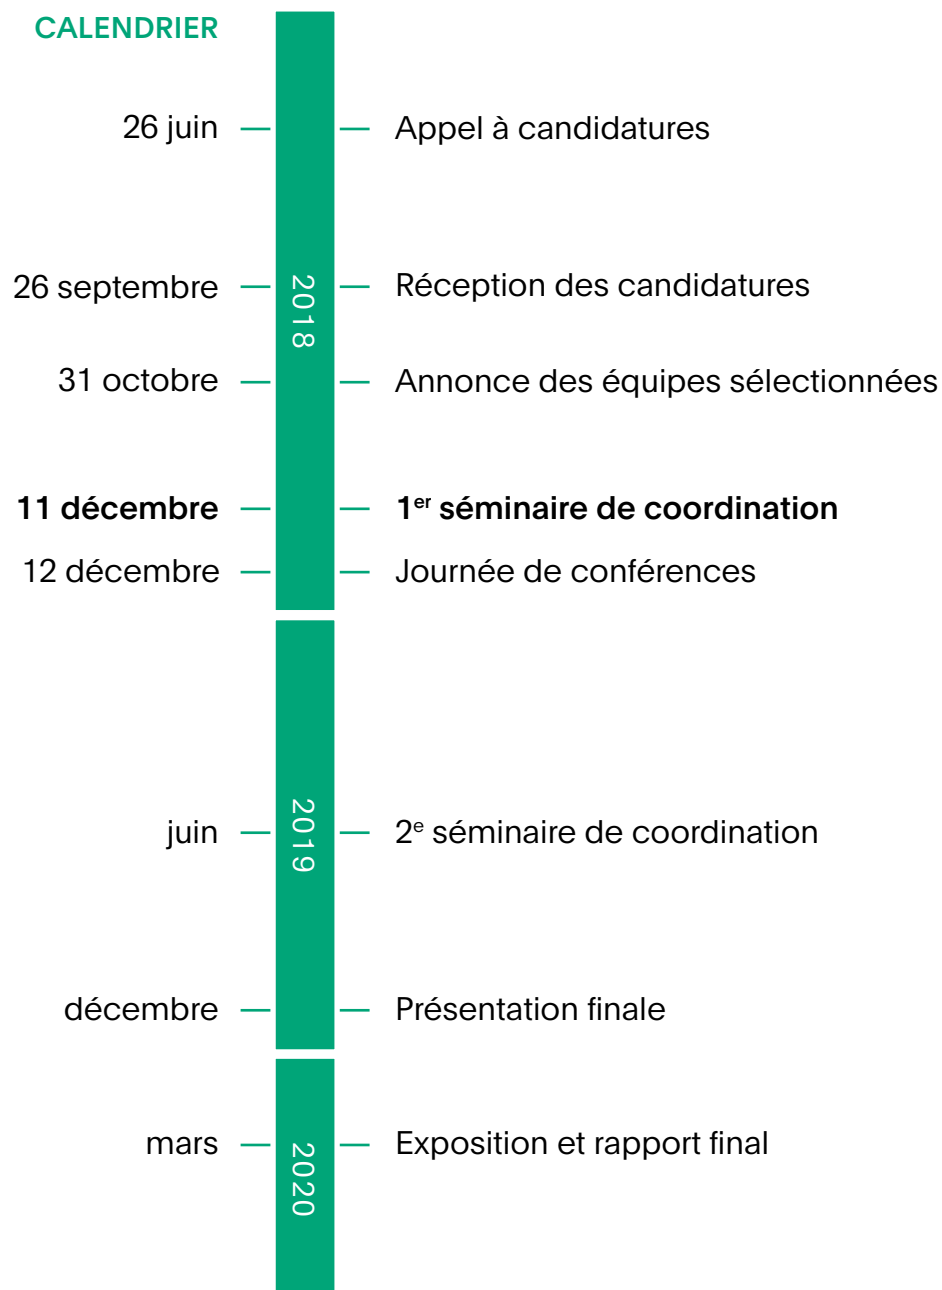 CALENDRIER
26 juin — Appel à candidatures
2018
26 septembre — Réception des candidatures
31 octobre — Annonce des équipes sélectionnées
11 décembre — 1er séminaire de coordination
12 décembre — Journée de conférences
2019
juin — 2e séminaire de coordination
décembre — Présentation finale
2020
mars — Exposition et rapport final